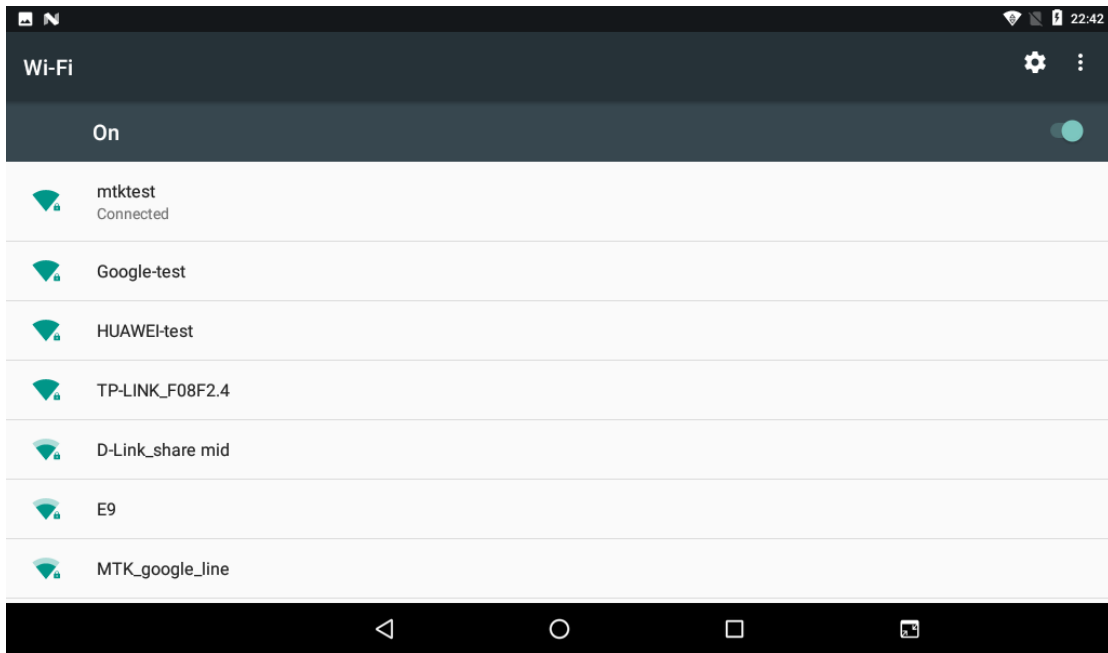 22:42
Wi-Fi
On
mtktest
Connected
Google-test
HUAWEI-test
TP-LINK_F08F2.4
D-Link_share mid
E9
MTK_google_line